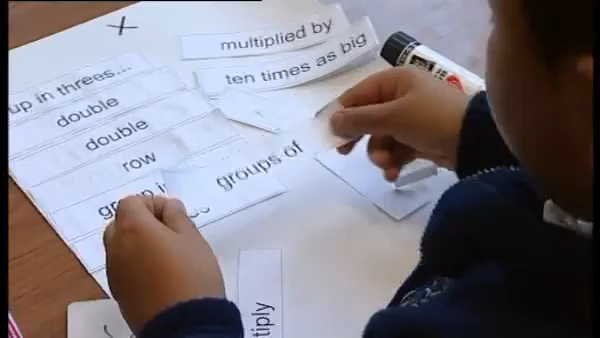 ×
multiplied by
ten times as big
up in threes...
double
double
row
groups of
tiply